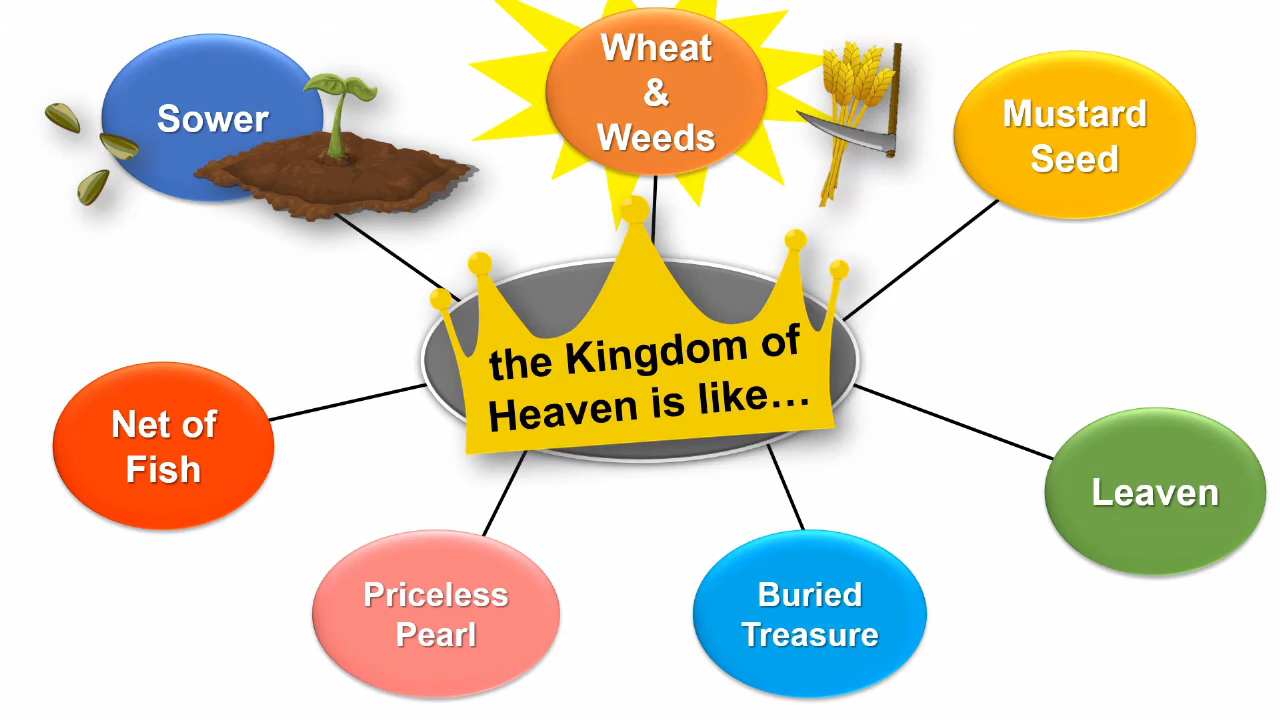 Sower
Wheat
&
Weeds
Mustard
Seed
the Kingdom of
Heaven is like…
Net of
Fish
Leaven
Priceless
Pearl
Buried
Treasure